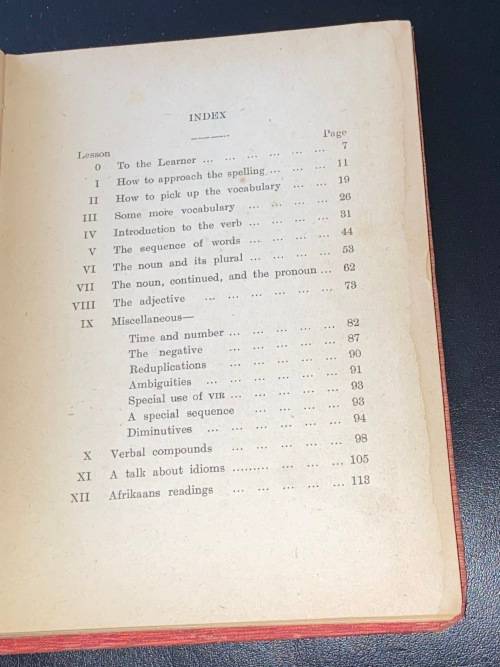 INDEX
Lesson Page
0 To the Learner ... ... ... ... ... ... 7
I How to approach the spelling ... ... ... 11
II How to pick up the vocabulary ... ... 19
III Some more vocabulary ... ... ... ... 26
IV Introduction to the verb ... ... ... ... 31
V The sequence of words ... ... ... ... 44
VI The noun and its plural ... ... ... ... 53
VII The noun, continued, and the pronoun ... 62
VIII The adjective ... ... ... ... ... ... 73
IX Miscellaneous—
Time and number ... ... ... ... ... 82
The negative ... ... ... ... ... 87
Reduplications ... ... ... ... ... 90
Ambiguities ... ... ... ... ... ... 91
Special use of VIR ... ... ... ... ... 93
A special sequence ... ... ... ... 93
Diminutives ... ... ... ... ... ... 94
X Verbal compounds ... ... ... ... ... 98
XI A talk about idioms ......... ... ... ... 105
XII Afrikaans readings ... ... ... ... ... 113